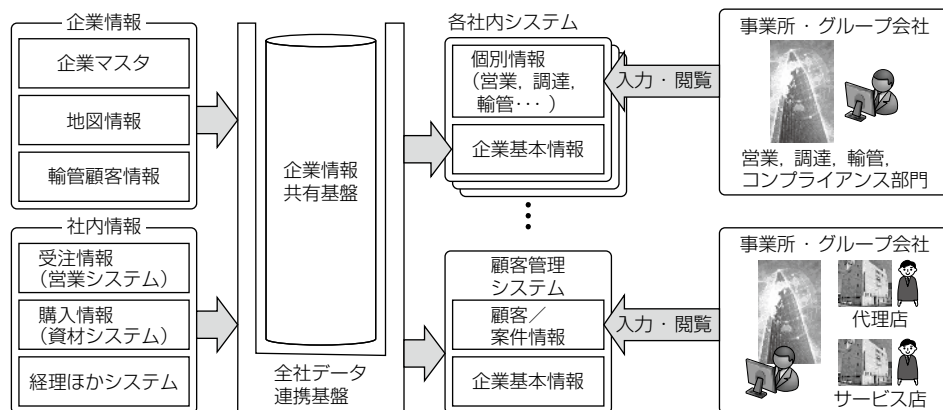 企業情報
企業マスタ
地図情報
輸管顧客情報
社内情報
受注情報
（営業システム）
購入情報
（資材システム）
経理ほかシステム
企業情報
共有基盤
全社データ
連携基盤
各社内システム
個別情報
（営業，調達，
輸管･･･）
企業基本情報
顧客管理
システム
顧客／
案件情報
企業基本情報
入力・閲覧
入力・閲覧
事業所・グループ会社
営業，調達，輸管，
コンプライアンス部門
事業所・グループ会社
代理店
サービス店